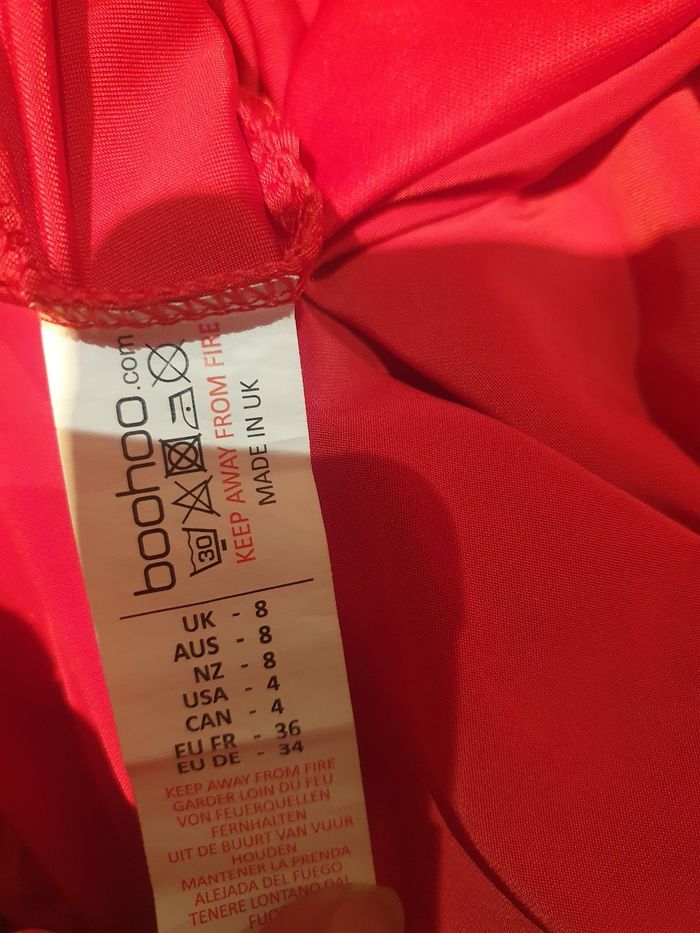 boohoo.com
30
KEEP AWAY FROM FIRE
MADE IN UK
UK - 8
AUS - 8
NZ - 8
USA - 4
CAN - 4
EU FR - 36
EU DE - 34
KEEP AWAY FROM FIRE
GARDER LOIN DU FEU
VON FEUERQUELLEN
FERNHALTEN
UIT DE BUURT VAN VUUR
HOUDEN
MANTENER LA PRENDA
ALEJADA DEL FUEGO
TENERE LONTANO DAL